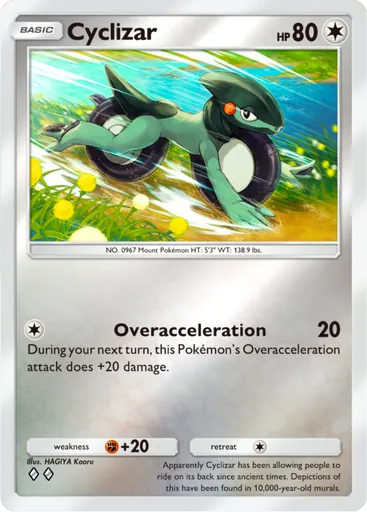 BASIC Cyclizar HP 80
NO. 0967 Mount Pokémon HT: 5'3" WT: 138.9 lbs.
Overacceleration 20
During your next turn, this Pokémon's Overacceleration
attack does +20 damage.
weakness +20 retreat
Illus. HAGIYA Kaoru
Apparently Cyclizar has been allowing people to
ride on its back since ancient times. Depictions of
this have been found in 10,000-year-old murals.